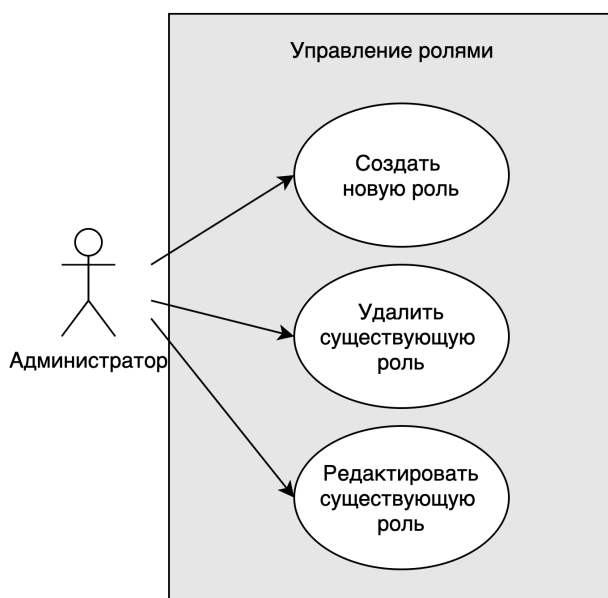 Управление ролями
Создать
новую роль
Удалить
существующую
роль
Администратор
Редактировать
существующую
роль